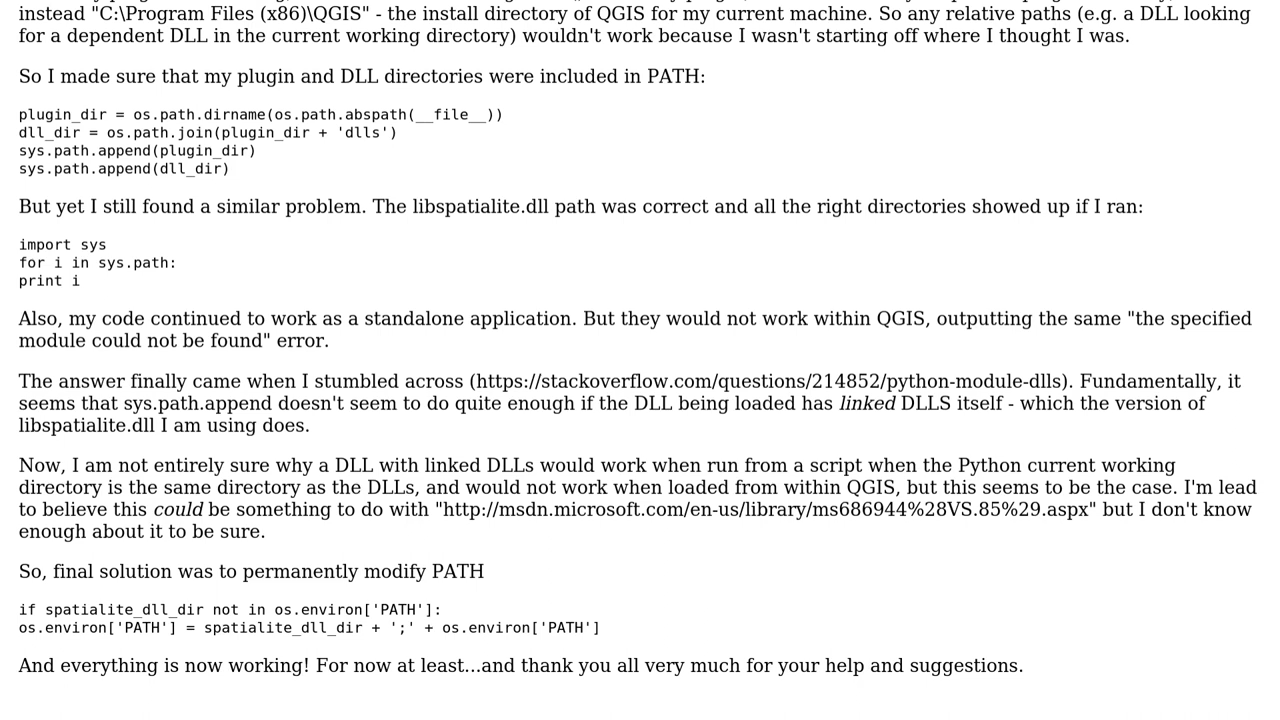 instead "C:\Program Files (x86)\QGIS" - the install directory of QGIS for my current machine. So any relative paths (e.g. a DLL looking
for a dependent DLL in the current working directory) wouldn't work because I wasn't starting off where I thought I was.
So I made sure that my plugin and DLL directories were included in PATH:
plugin_dir = os.path.dirname(os.path.abspath(__file__))
dll_dir = os.path.join(plugin_dir + 'dlls')
sys.path.append(plugin_dir)
sys.path.append(dll_dir)
But yet I still found a similar problem. The libspatialite.dll path was correct and all the right directories showed up if I ran:
import sys
for i in sys.path:
print i
Also, my code continued to work as a standalone application. But they would not work within QGIS, outputting the same "the specified
module could not be found" error.
The answer finally came when I stumbled across (https://stackoverflow.com/questions/214852/python-module-dlls). Fundamentally, it
seems that sys.path.append doesn't seem to do quite enough if the DLL being loaded has linked DLLS itself - which the version of
libspatialite.dll I am using does.
Now, I am not entirely sure why a DLL with linked DLLs would work when run from a script when the Python current working
directory is the same directory as the DLLs, and would not work when loaded from within QGIS, but this seems to be the case. I'm lead
to believe this could be something to do with "http://msdn.microsoft.com/en-us/library/ms686944%28VS.85%29.aspx" but I don't know
enough about it to be sure.
So, final solution was to permanently modify PATH
if spatialite_dll_dir not in os.environ['PATH']:
os.environ['PATH'] = spatialite_dll_dir + ';' + os.environ['PATH']
And everything is now working! For now at least...and thank you all very much for your help and suggestions.